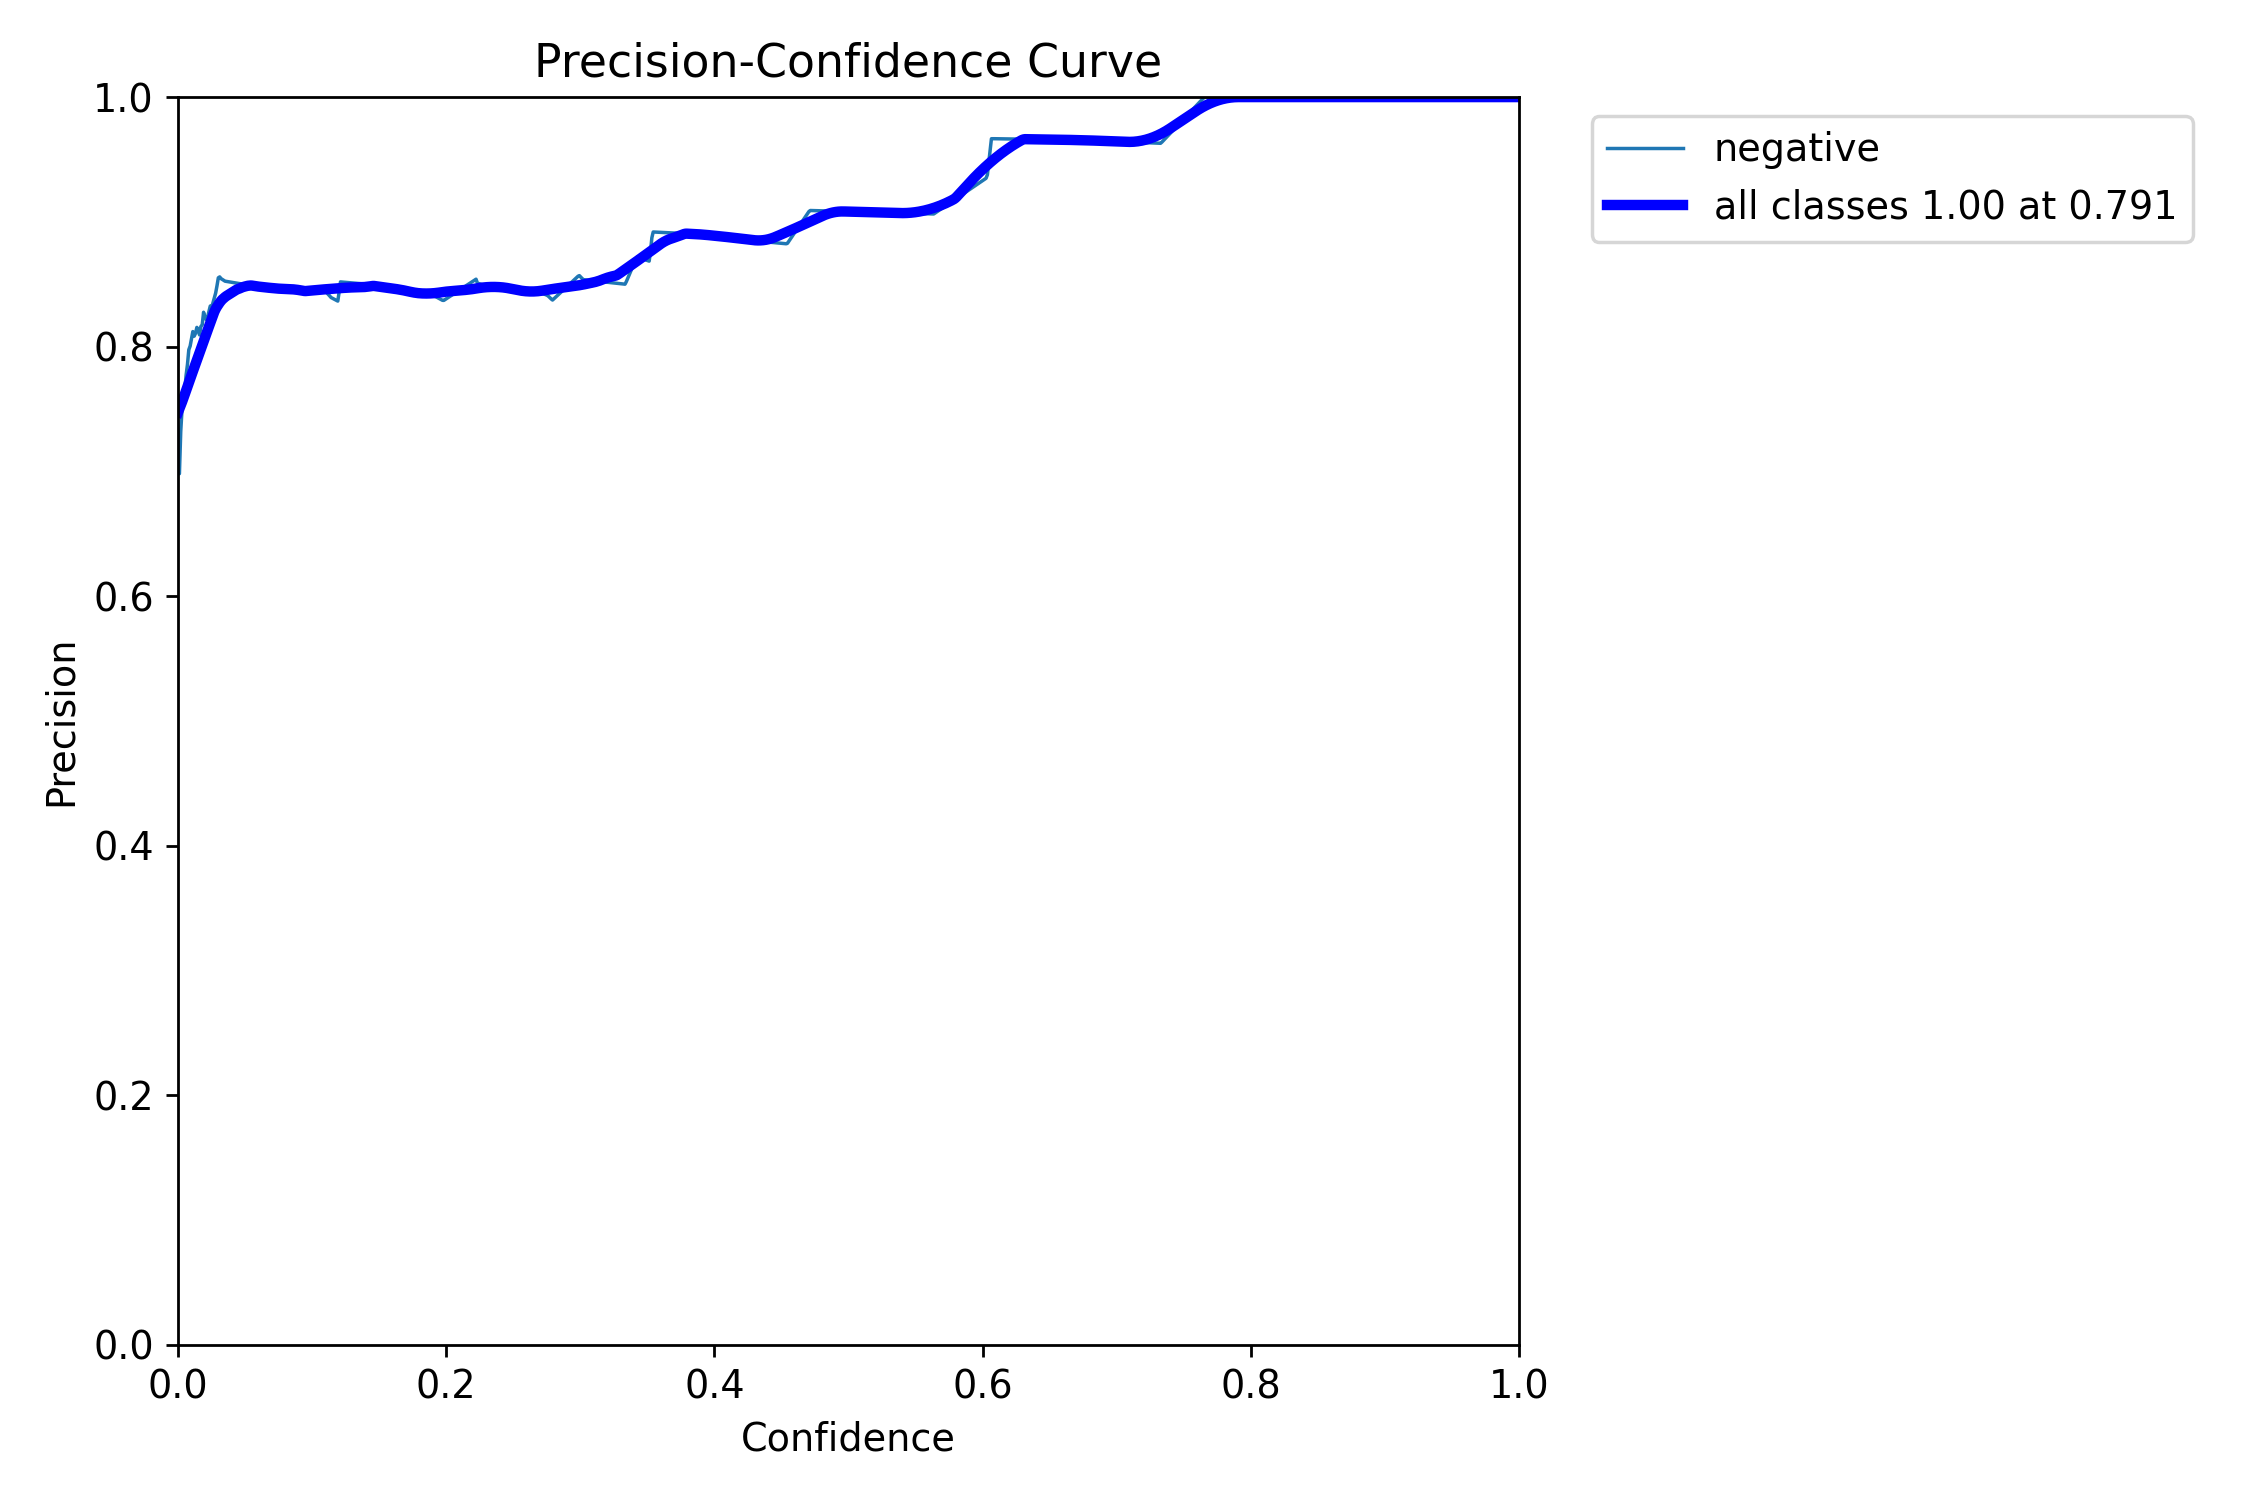 Precision-Confidence Curve
1.0
0.8
0.6
0.4
0.2
0.0
Precision
0.0 0.2 0.4 0.6 0.8 1.0
Confidence
negative
all classes 1.00 at 0.791